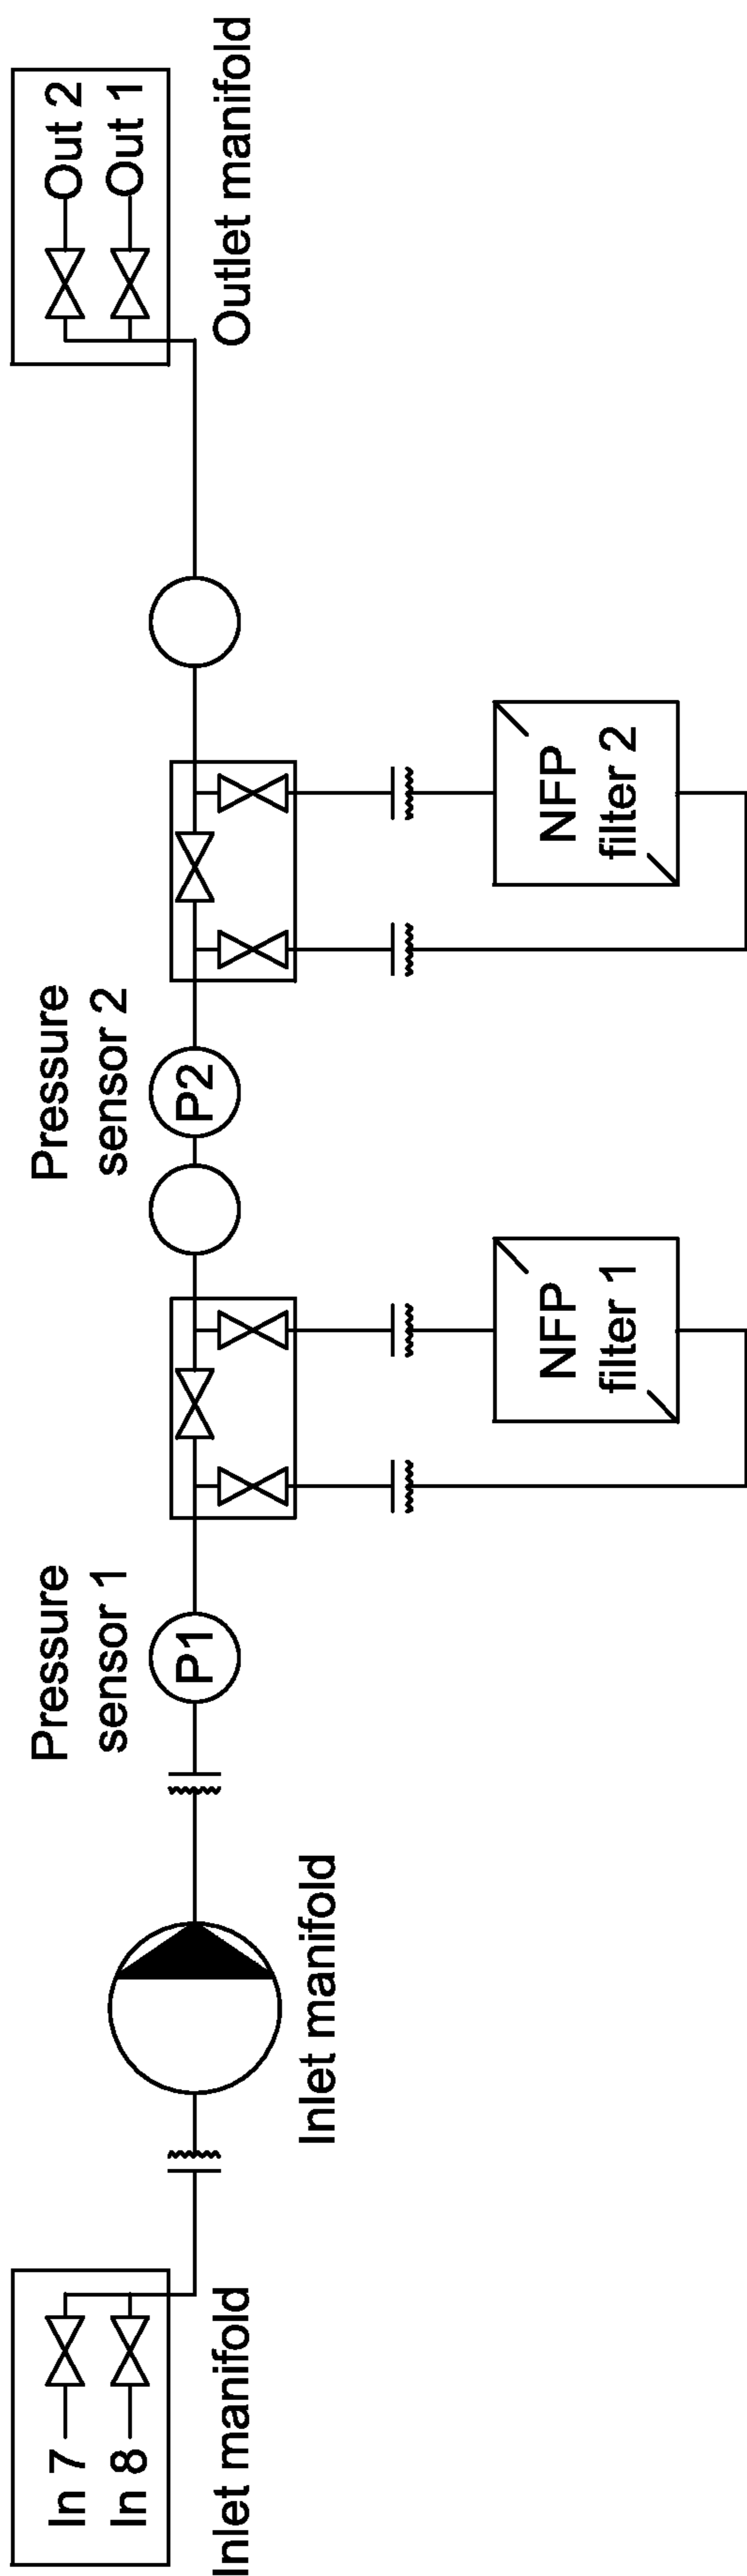 In 7
In 8
Inlet manifold
Inlet manifold
Pressure
sensor 1
P1
NFP
filter 1
Pressure
sensor 2
P2
NFP
filter 2
Out 2
Out 1
Outlet manifold